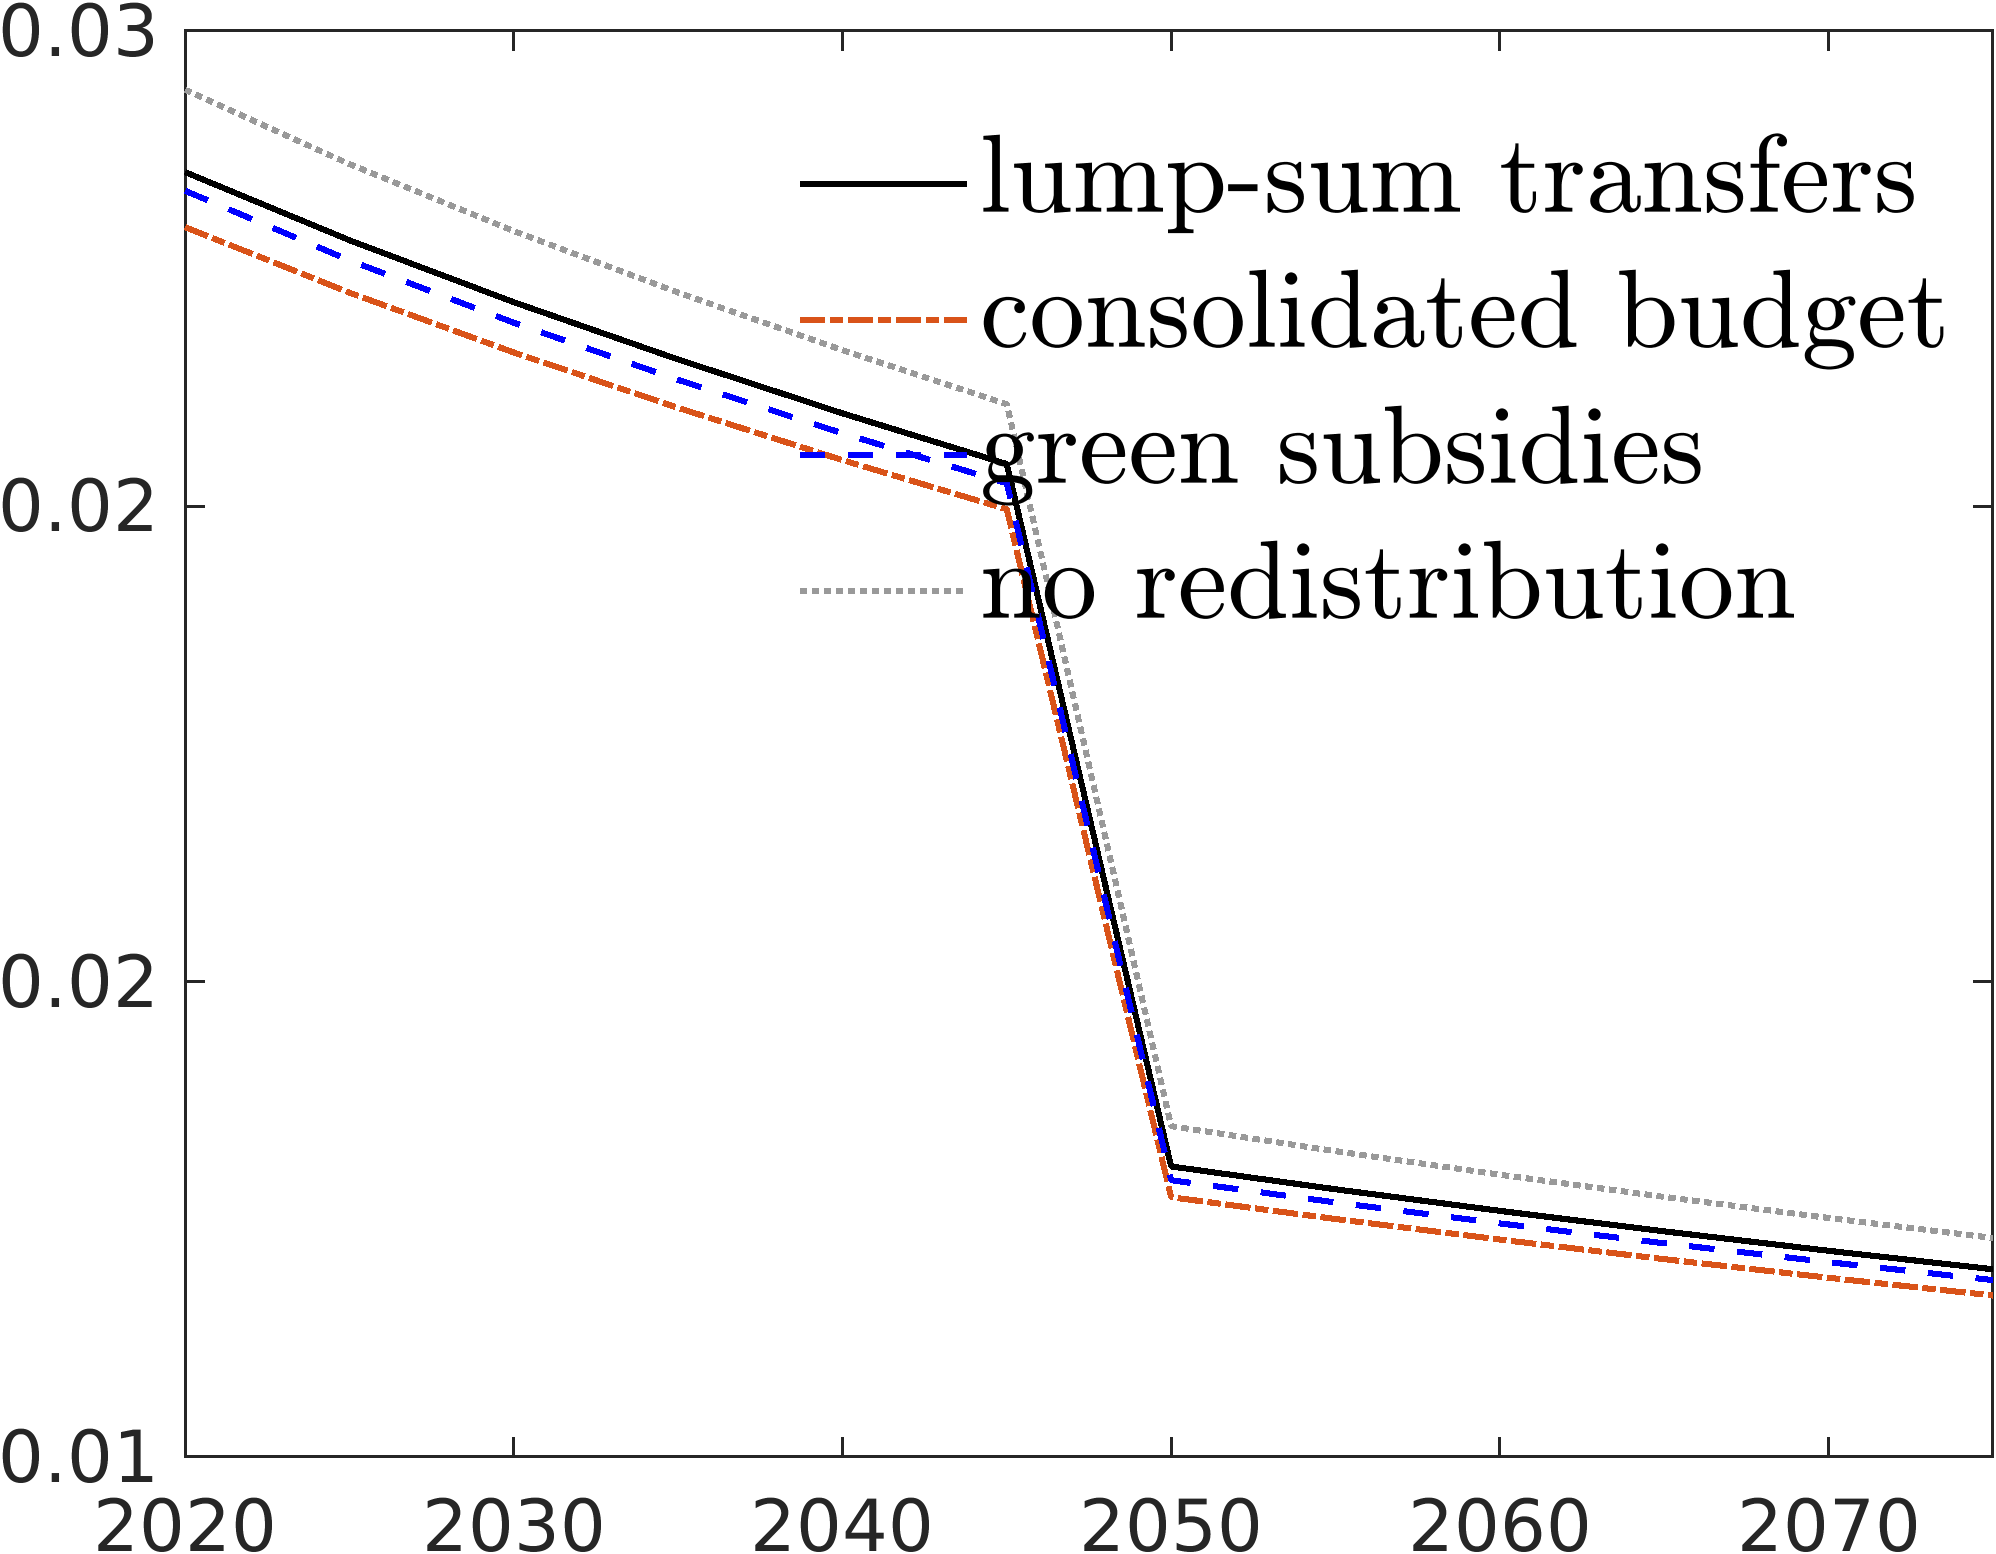 0.03
lump-sum transfers
consolidated budget
green subsidies
0.02
no redistribution
0.02
0.01
2020 2030 2040 2050 2060 2070